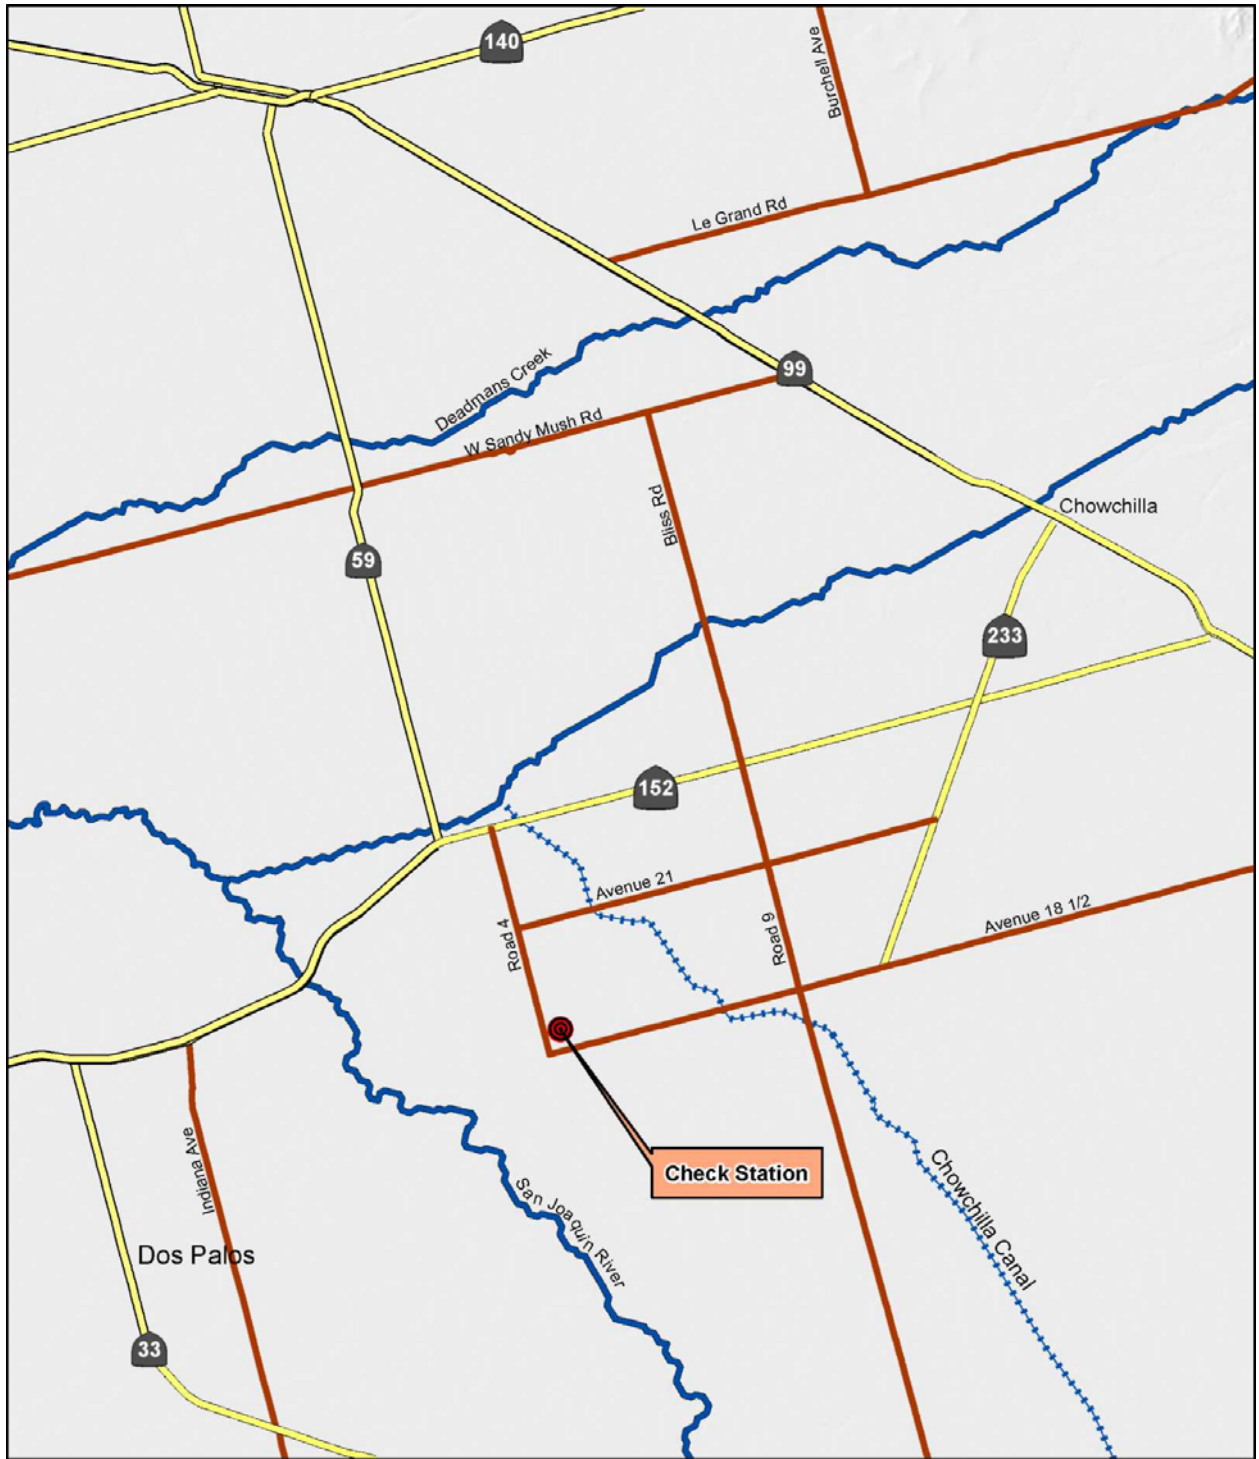 140
Burchell Ave
Le Grand Rd
99
Deadmans Creek
W Sandy Mush Rd
Bliss Rd
Chowchilla
59
233
152
Avenue 21
Avenue 18 1/2
Road 4
Road 9
Check Station
Indiana Ave
San Joaquin River
Chowchilla Canal
Dos Palos
33